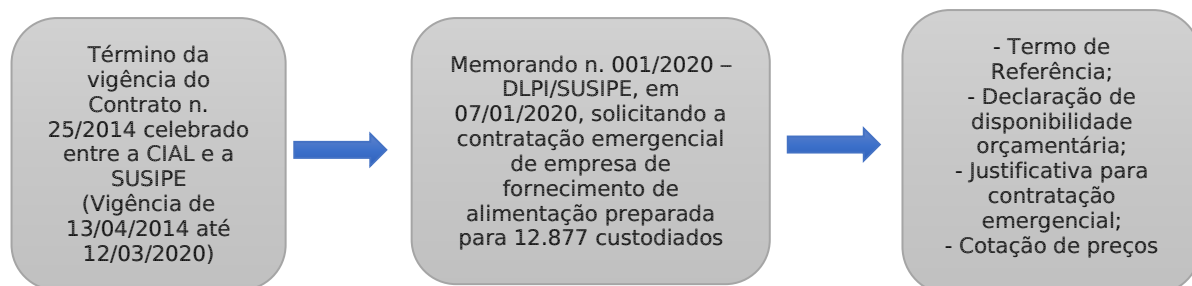 Término da
vigência do
Contrato n.
25/2014 celebrado
entre a CIAL e a
SUSIPE
(Vigência de
13/04/2014 até
12/03/2020)
Memorando n. 001/2020 –
DLPI/SUSIPE, em
07/01/2020, solicitando a
contratação emergencial
de empresa de
fornecimento de
alimentação preparada
para 12.877 custodiados
- Termo de
Referência;
- Declaração de
disponibilidade
orçamentária;
- Justificativa para
contratação
emergencial;
- Cotação de preços